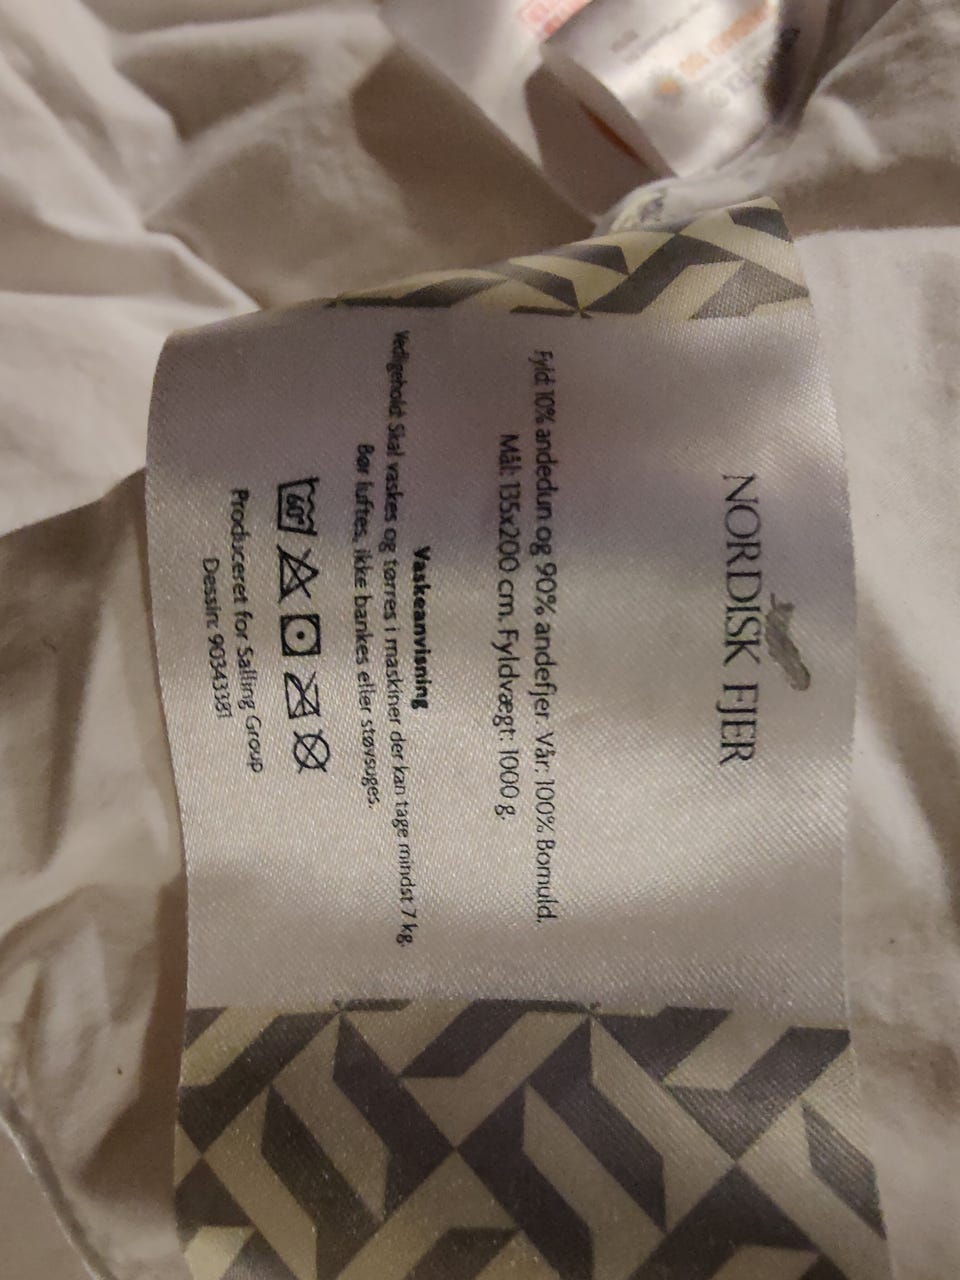 NORDISK FJER
Fyld: 10% andedun og 90% andefjer Vår: 100% Bomuld.
Mål: 135x200 cm. Fyldvægt: 1000 g.
Vaskeanvisning
Vedligehold: Skal vaskes og tørres i maskiner der kan tage mindst 7 kg.
Bør luftes, ikke bankes eller støvsuges.
60°
Produceret for Salling Group
Dessin: 90343381